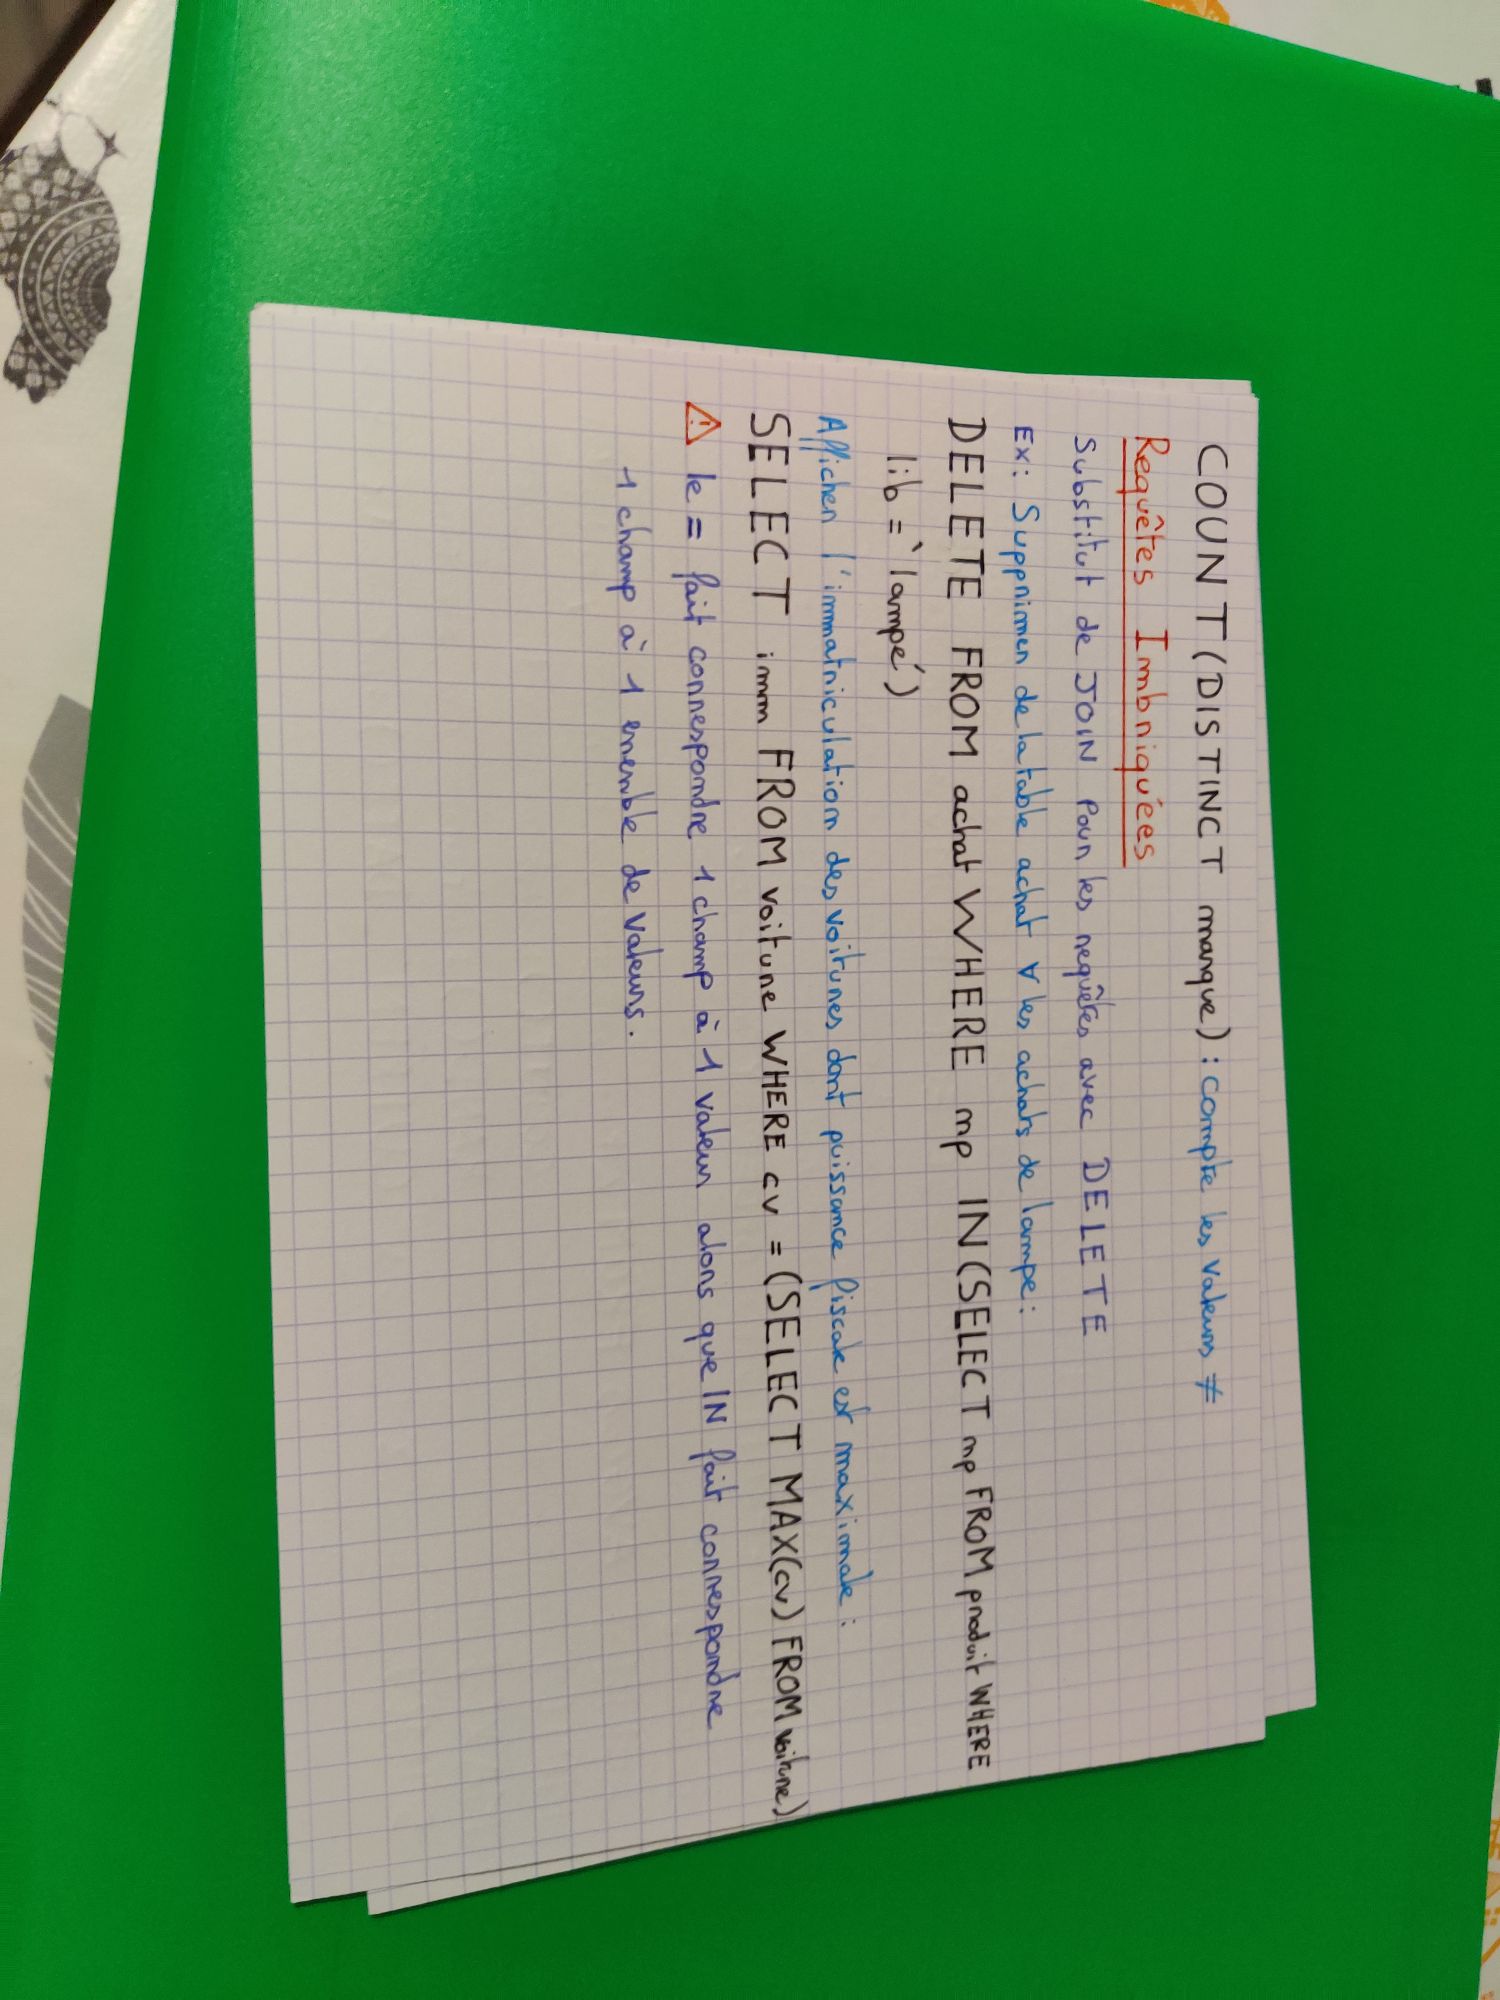 COUNT(DISTINCT marque) : compte les valeurs ≠
Requêtes Imbriquées
Substitut de JOIN pour les requêtes avec DELETE
Ex: Supprimer de la table achat ∀ les achats de lampe :
DELETE FROM achat WHERE np IN (SELECT np FROM produit WHERE
lib = 'lampe')
Afficher l'immatriculation des voitures dont puissance fiscale est maximale :
SELECT imm FROM voiture WHERE cv = (SELECT MAX(cv) FROM voiture)
⚠ le = fait correspondre 1 champ à 1 valeur alors que IN fait correspondre
1 champ à 1 enemble de valeurs.